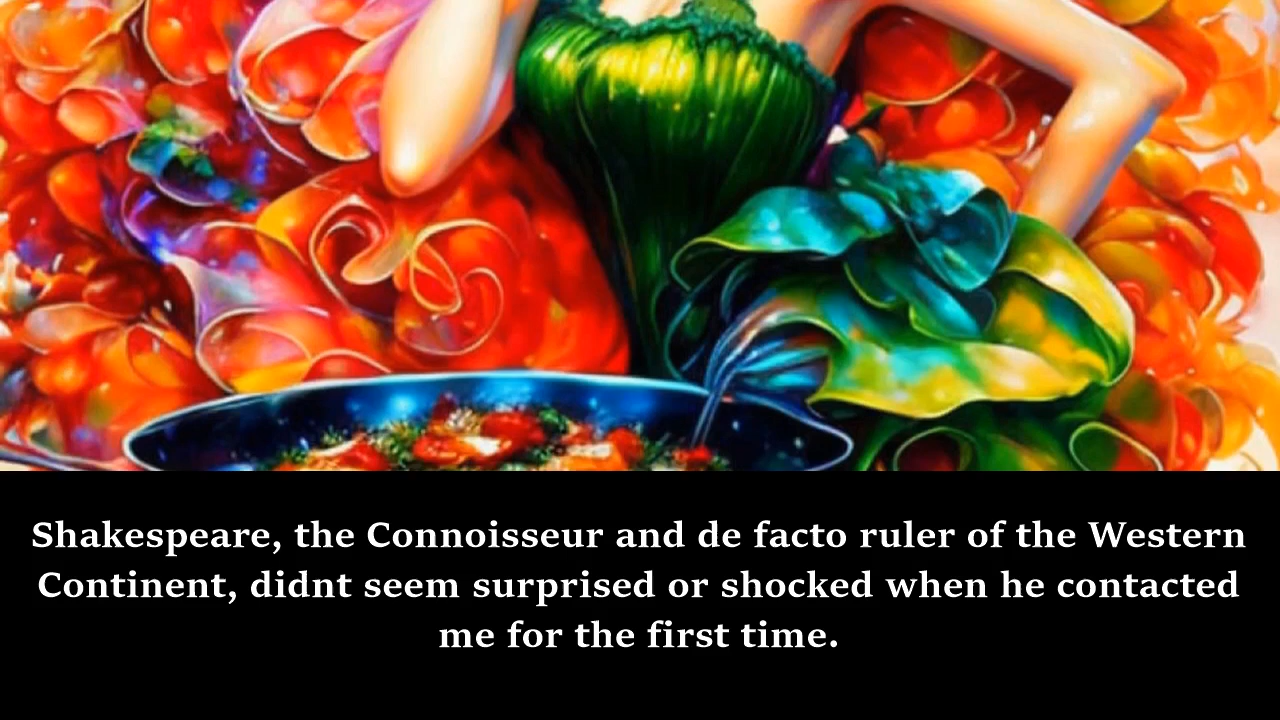 Shakespeare, the Connoisseur and de facto ruler of the Western
Continent, didnt seem surprised or shocked when he contacted
me for the first time.